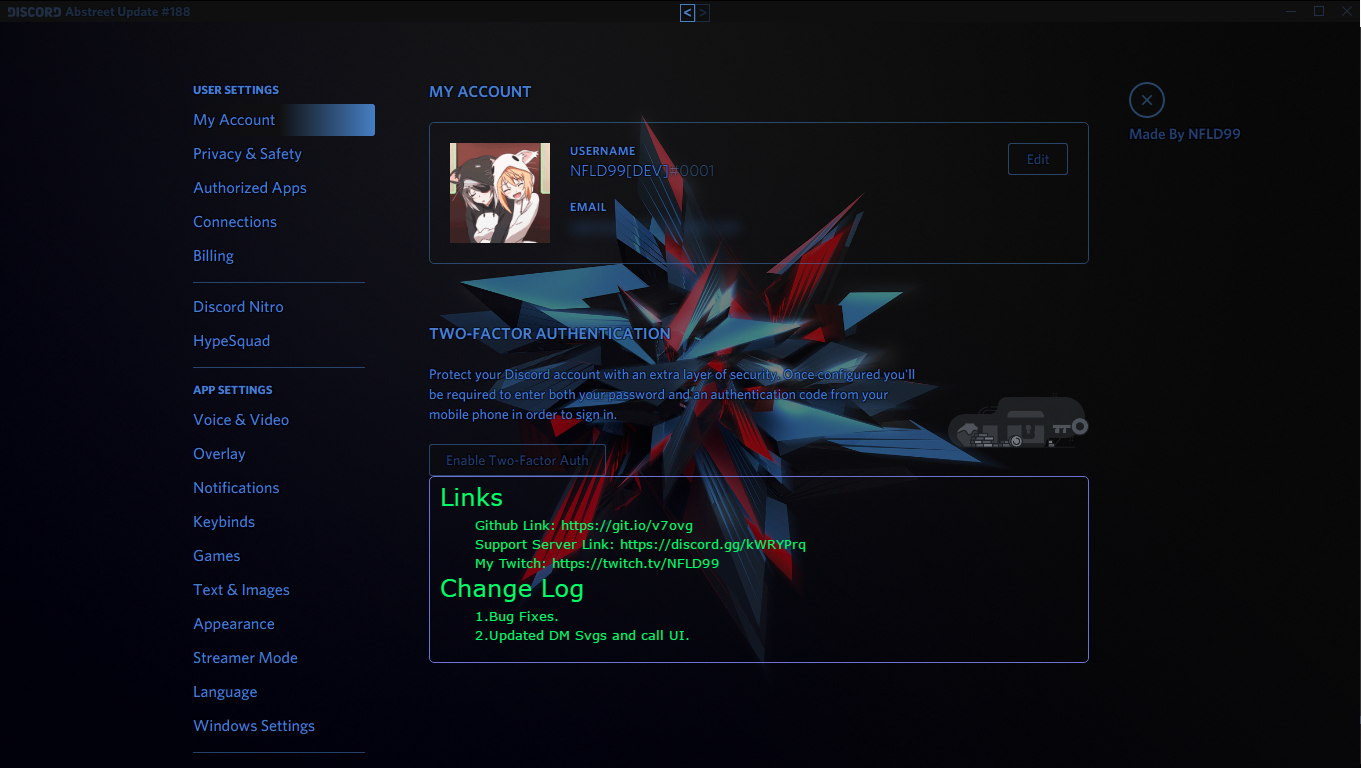 DISCORD Abstreet Update #188
< >
USER SETTINGS
My Account
Privacy & Safety
Authorized Apps
Connections
Billing
Discord Nitro
HypeSquad
APP SETTINGS
Voice & Video
Overlay
Notifications
Keybinds
Games
Text & Images
Appearance
Streamer Mode
Language
Windows Settings
MY ACCOUNT
USERNAME
NFLD99[DEV]#0001
Edit
EMAIL
TWO-FACTOR AUTHENTICATION
Protect your Discord account with an extra layer of security. Once configured you'll
be required to enter both your password and an authentication code from your
mobile phone in order to sign in.
Enable Two-Factor Auth
Links
Github Link: https://git.io/v7ovg
Support Server Link: https://discord.gg/kWRYPrq
My Twitch: https://twitch.tv/NFLD99
Change Log
1.Bug Fixes.
2.Updated DM Svgs and call UI.
Made By NFLD99